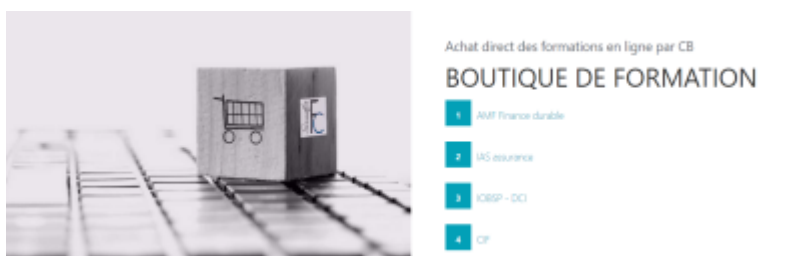 Achat direct des formations en ligne par CB
BOUTIQUE DE FORMATION
1 AMF Finance durable
2 IAS assurance
3 IOBSP - DCI
4 CIF